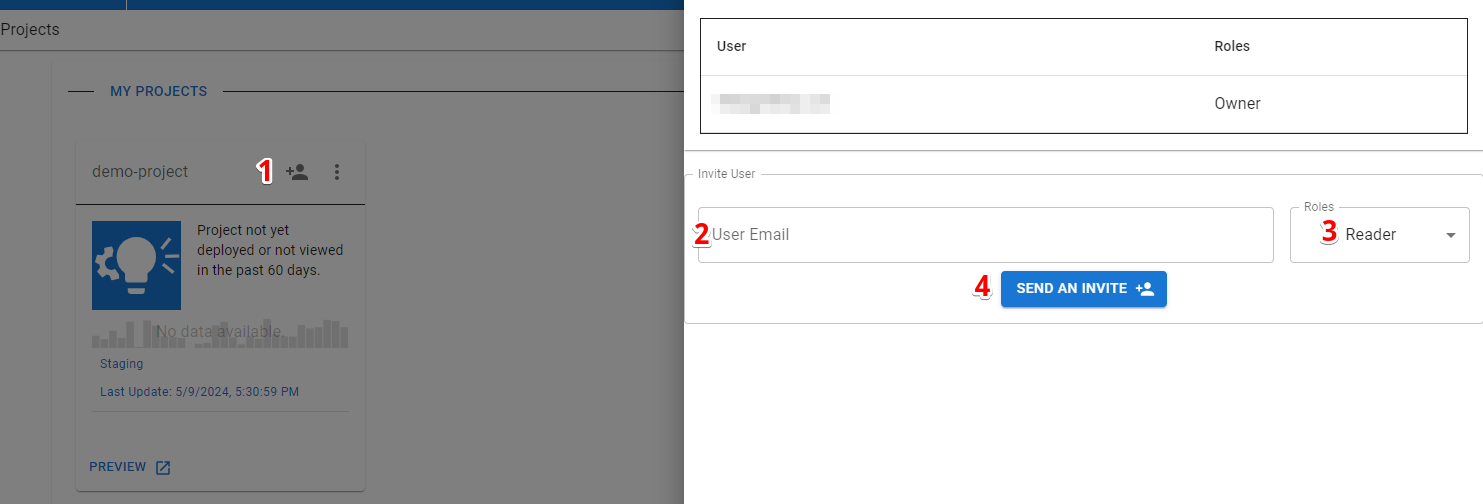 Projects
MY PROJECTS
demo-project
1
Project not yet
deployed or not viewed
in the past 60 days.
No data available.
Staging
Last Update: 5/9/2024, 5:30:59 PM
PREVIEW
User Roles
Owner
Invite User
2 User Email
Roles
3 Reader
4 SEND AN INVITE